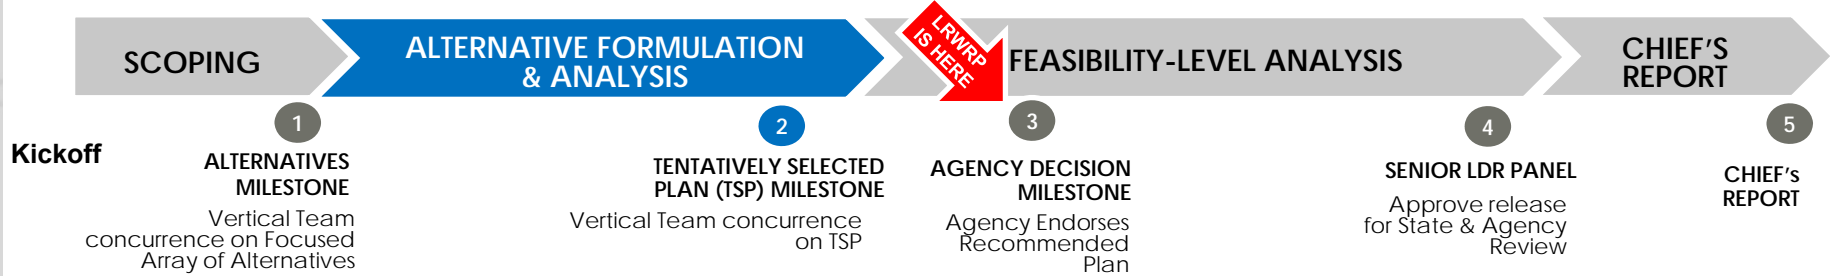 SCOPING
ALTERNATIVE FORMULATION
& ANALYSIS
LRWRP
IS HERE
FEASIBILITY-LEVEL ANALYSIS
CHIEF'S
REPORT
Kickoff
1
ALTERNATIVES
MILESTONE
Vertical Team
concurrence on Focused
Array of Alternatives
2
TENTATIVELY SELECTED
PLAN (TSP) MILESTONE
Vertical Team concurrence
on TSP
3
AGENCY DECISION
MILESTONE
Agency Endorses
Recommended
Plan
4
SENIOR LDR PANEL
Approve release
for State & Agency
Review
5
CHIEF's
REPORT